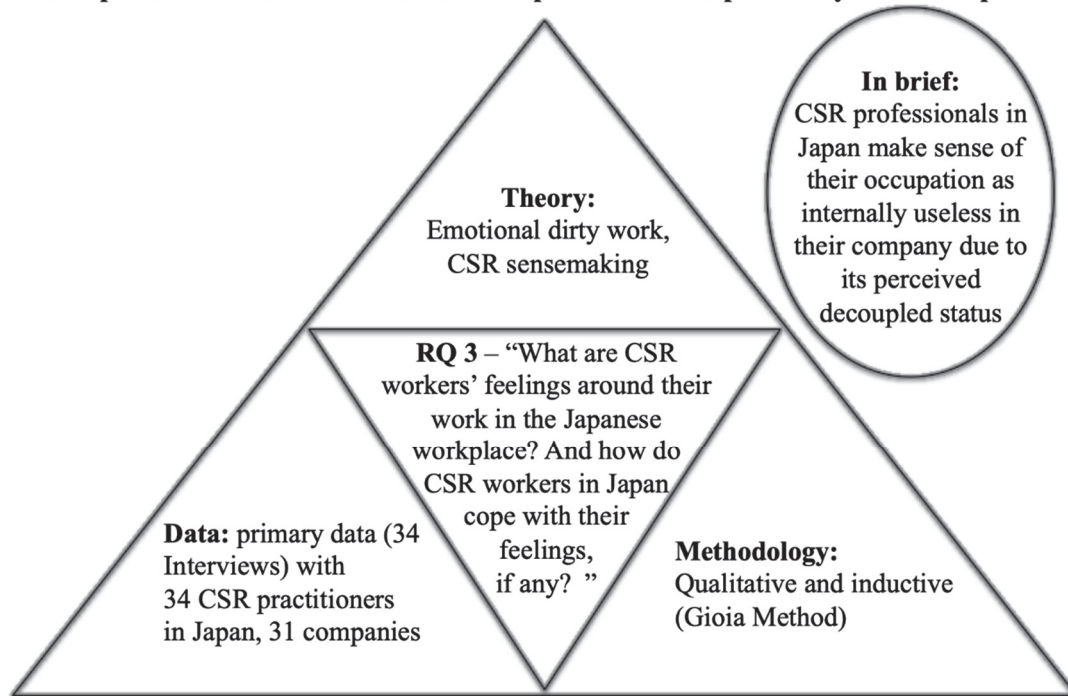 In brief:
CSR professionals in
Japan make sense of
their occupation as
internally useless in
their company due to
its perceived
decoupled status
Theory:
Emotional dirty work,
CSR sensemaking
RQ 3 – “What are CSR
workers’ feelings around their
work in the Japanese
workplace? And how do
CSR workers in Japan
cope with their
feelings,
if any? ”
Data: primary data (34
Interviews) with
34 CSR practitioners
in Japan, 31 companies
Methodology:
Qualitative and inductive
(Gioia Method)